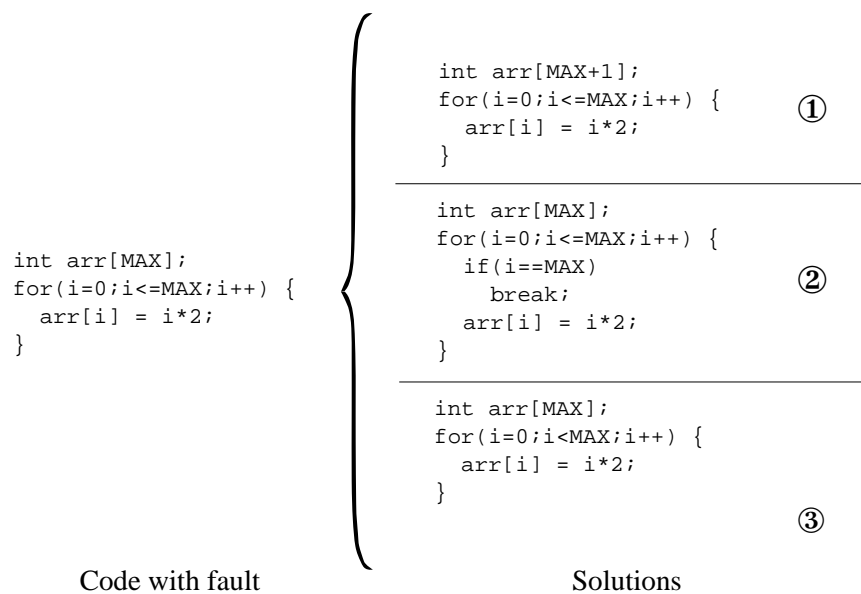 int arr[MAX];
for(i=0;i<=MAX;i++) {
  arr[i] = i*2;
}
Code with fault
int arr[MAX+1];
for(i=0;i<=MAX;i++) {
  arr[i] = i*2;
}
①
int arr[MAX];
for(i=0;i<=MAX;i++) {
  if(i==MAX)
    break;
  arr[i] = i*2;
}
②
int arr[MAX];
for(i=0;i<MAX;i++) {
  arr[i] = i*2;
}
③
Solutions